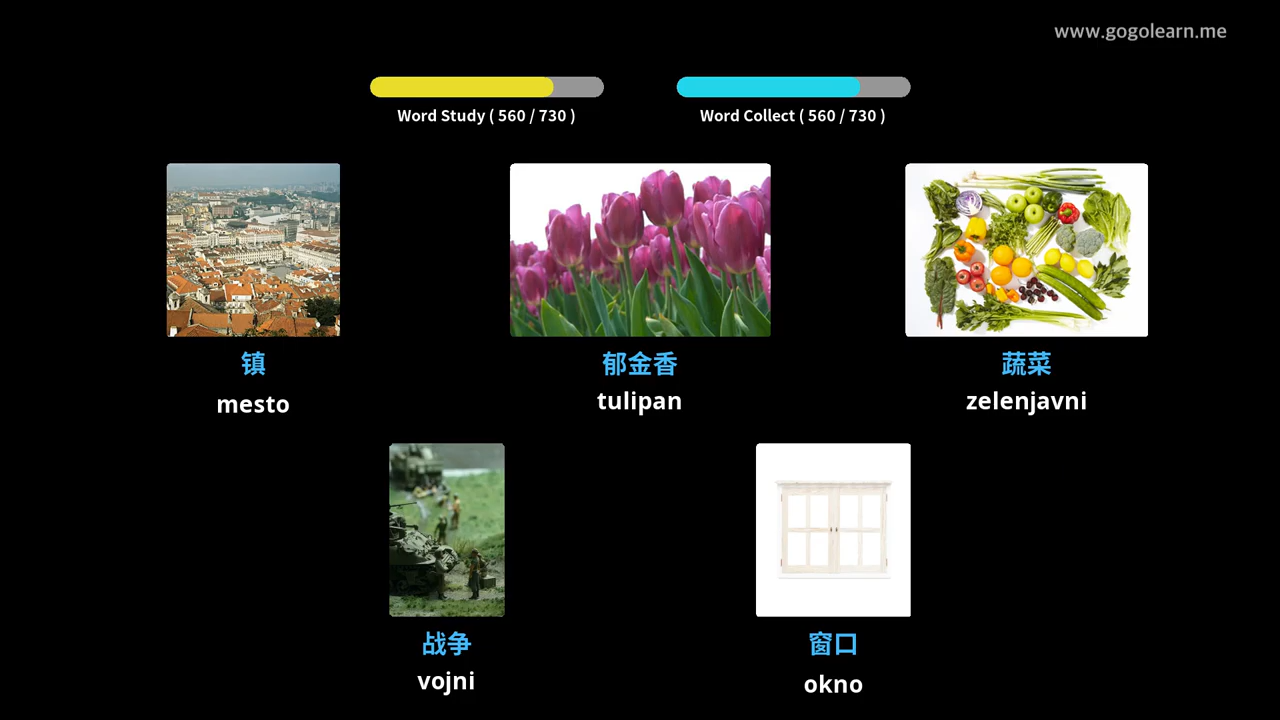 www.gogolearn.me
Word Study ( 560 / 730 )
Word Collect ( 560 / 730 )
镇
mesto
郁金香
tulipan
蔬菜
zelenjavni
战争
vojni
窗口
okno